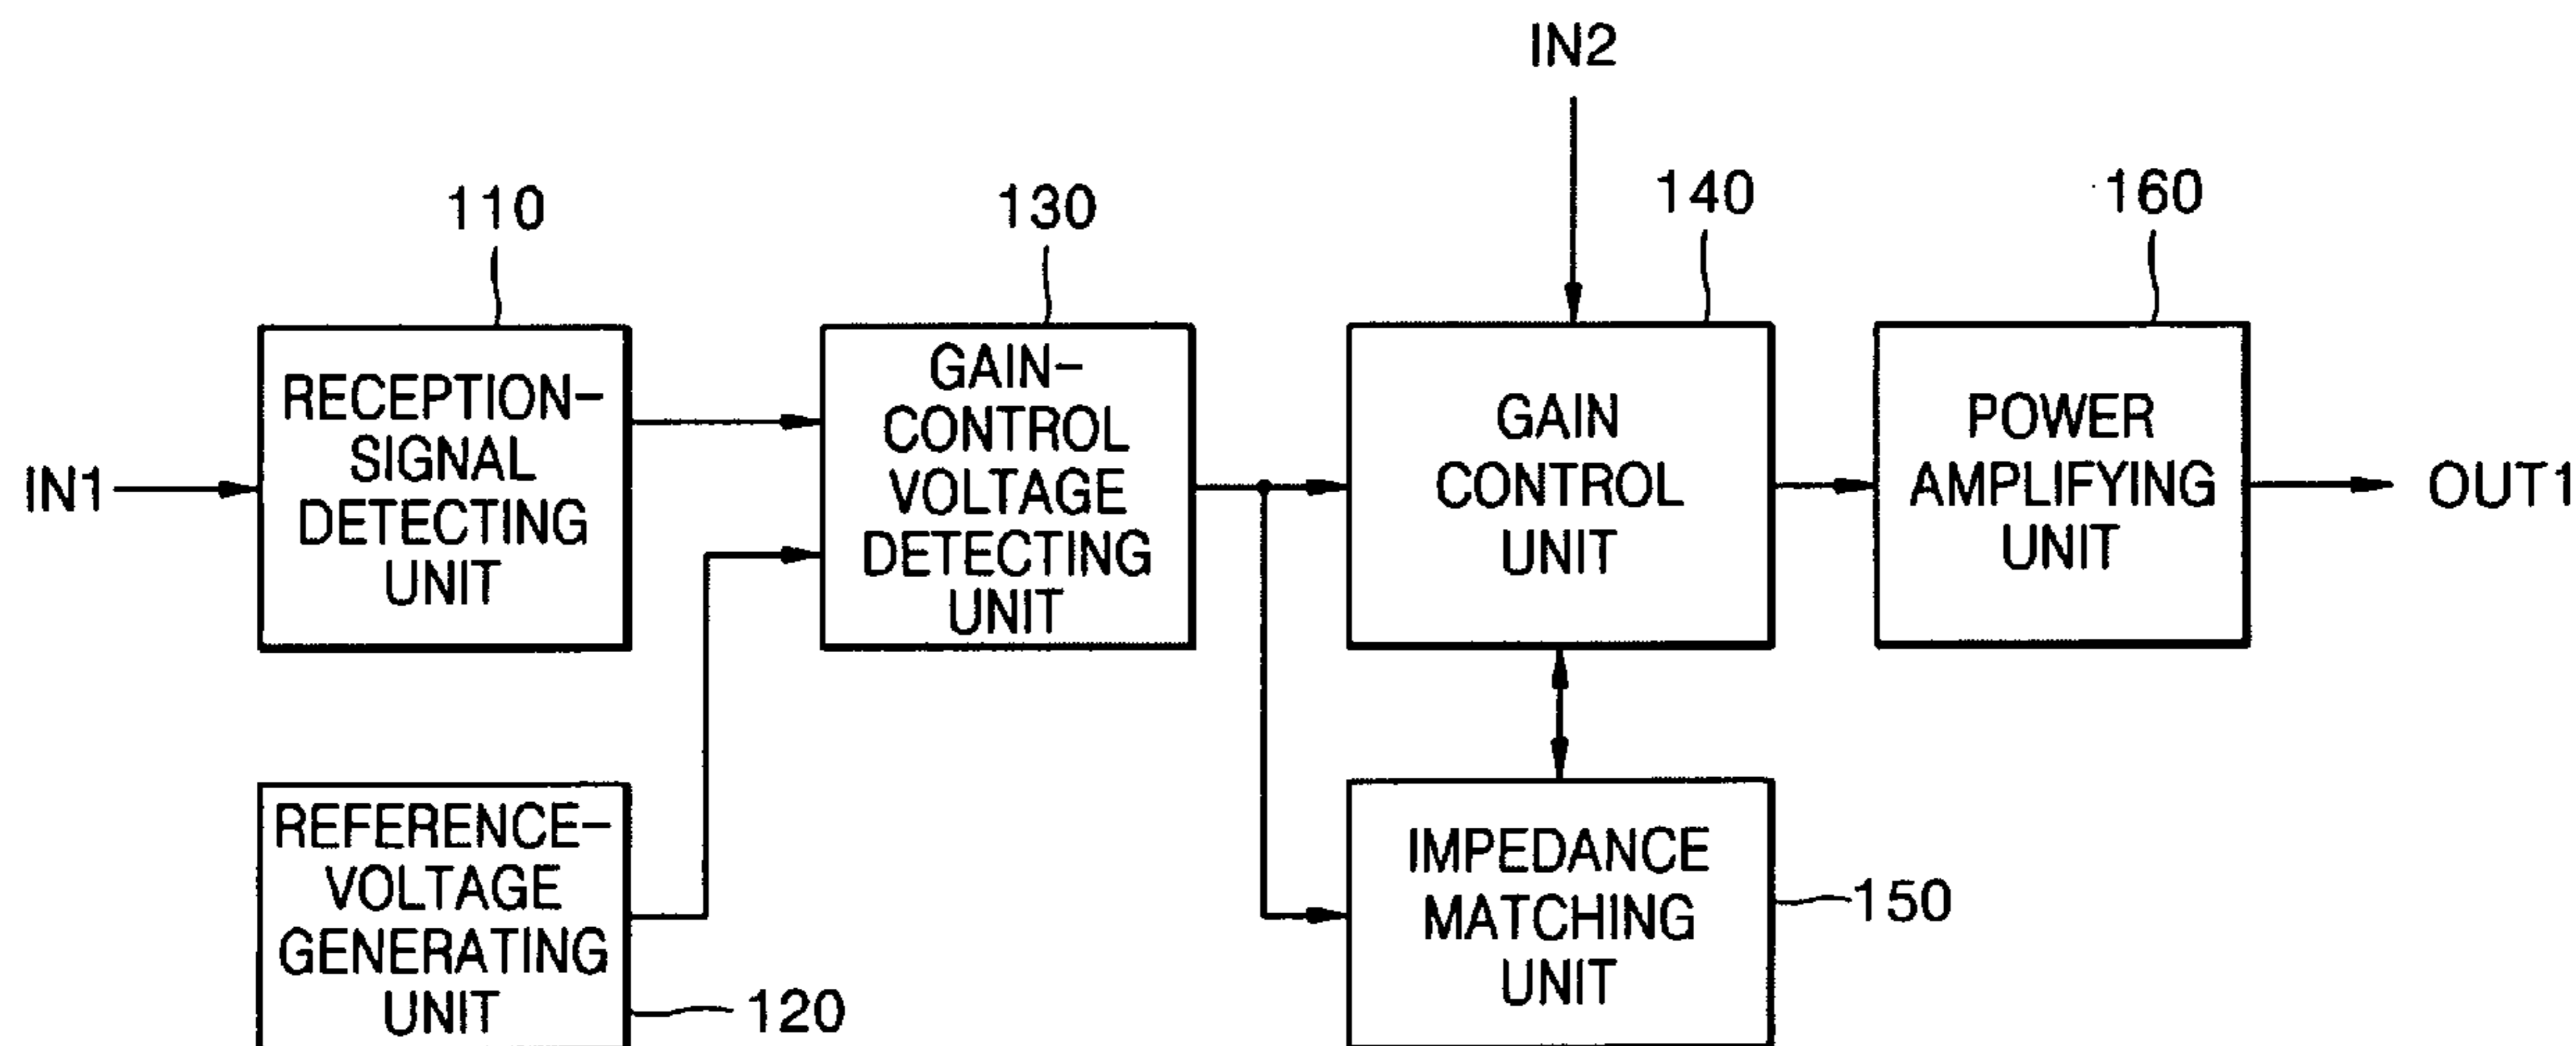 IN2
110
130
140
160
IN1
RECEPTION-
SIGNAL
DETECTING
UNIT
GAIN-
CONTROL
VOLTAGE
DETECTING
UNIT
GAIN
CONTROL
UNIT
POWER
AMPLIFYING
UNIT
OUT1
REFERENCE-
VOLTAGE
GENERATING
UNIT
120
IMPEDANCE
MATCHING
UNIT
150